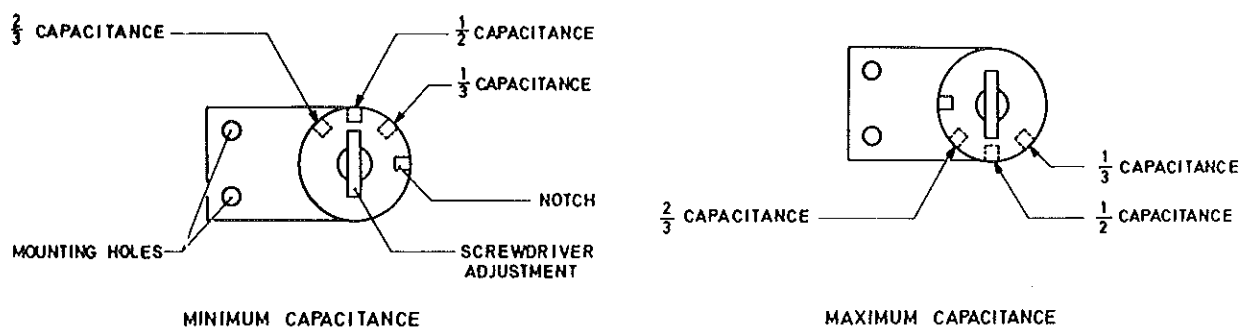 2/3 CAPACITANCE
1/2 CAPACITANCE
1/3 CAPACITANCE
NOTCH
MOUNTING HOLES
SCREWDRIVER
ADJUSTMENT
MINIMUM CAPACITANCE
1/3 CAPACITANCE
2/3 CAPACITANCE
1/2 CAPACITANCE
MAXIMUM CAPACITANCE